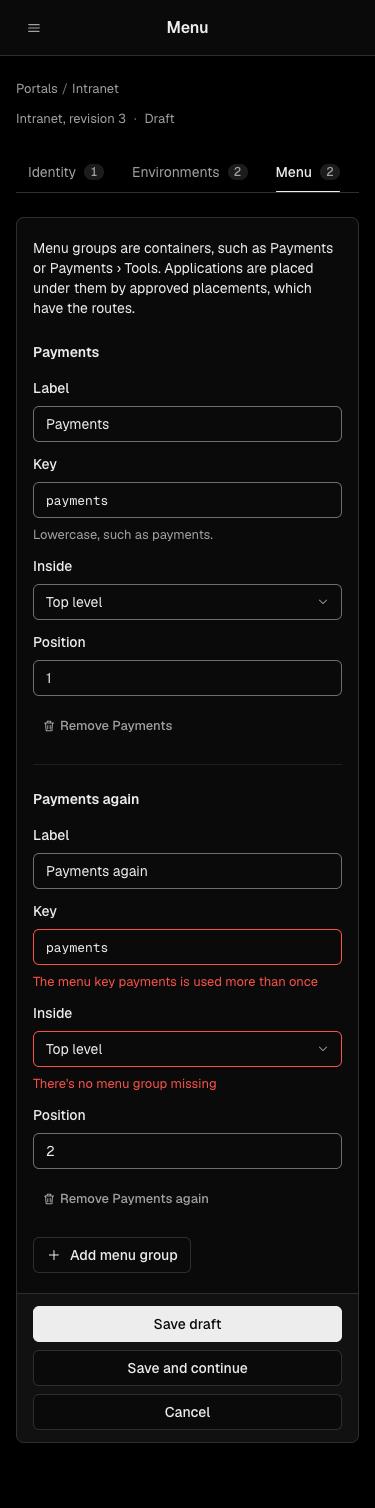 Menu
Portals / Intranet
Intranet, revision 3 · Draft
Identity 1 Environments 2 Menu 2
Menu groups are containers, such as Payments
or Payments › Tools. Applications are placed
under them by approved placements, which
have the routes.
Payments
Label
Payments
Key
payments
Lowercase, such as payments.
Inside
Top level
Position
1
Remove Payments
Payments again
Label
Payments again
Key
payments
The menu key payments is used more than once
Inside
Top level
There's no menu group missing
Position
2
Remove Payments again
Add menu group
Save draft
Save and continue
Cancel